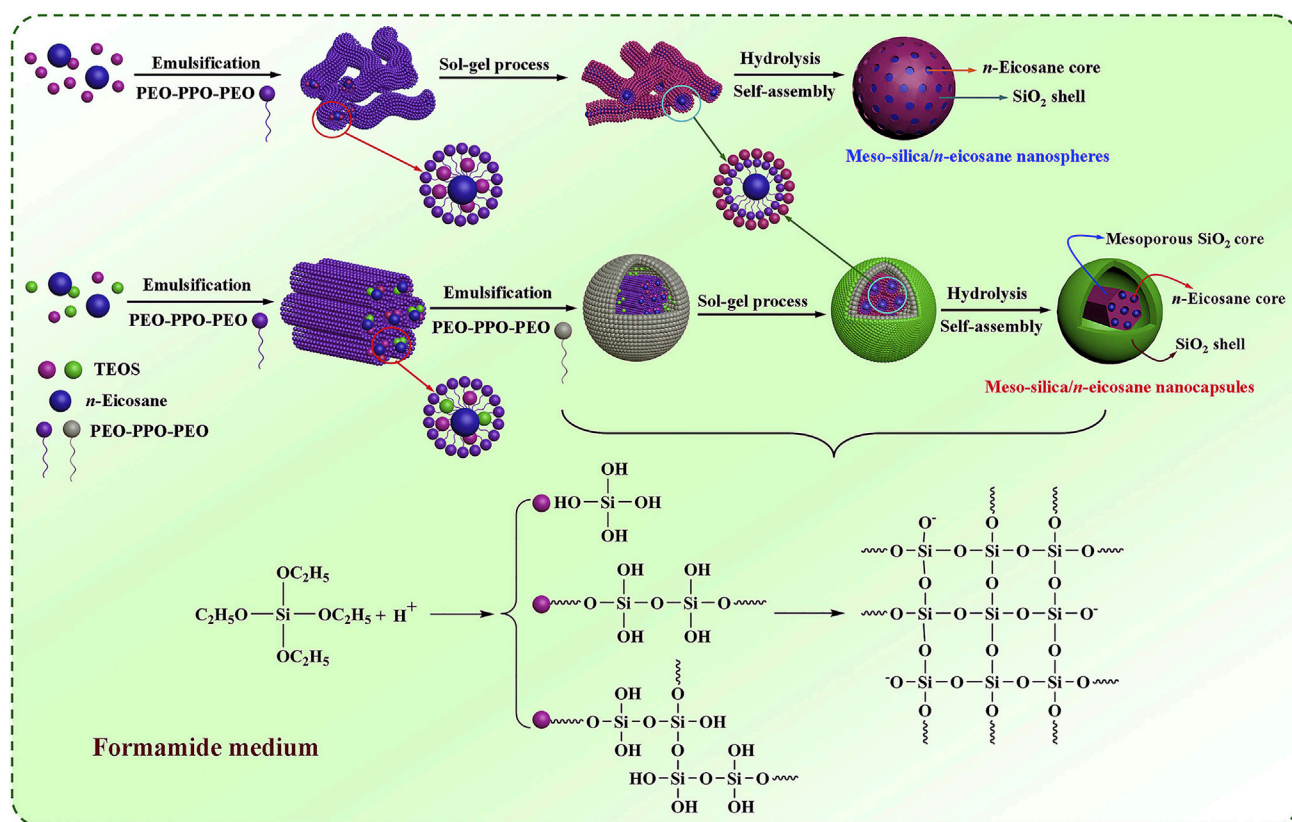 Emulsification
PEO-PPO-PEO
Sol-gel process
Hydrolysis
Self-assembly
n-Eicosane core
SiO₂ shell
Meso-silica/n-eicosane nanospheres
Emulsification
PEO-PPO-PEO
Emulsification
PEO-PPO-PEO
Sol-gel process
Hydrolysis
Self-assembly
Mesoporous SiO₂ core
n-Eicosane core
SiO₂ shell
Meso-silica/n-eicosane nanocapsules
TEOS
n-Eicosane
PEO-PPO-PEO
OC₂H₅
C₂H₅O—Si—OC₂H₅ + H⁺
OC₂H₅
OH
HO—Si—OH
OH
OH OH
O—Si—O—Si—O
OH OH
O
OH
O—Si—O—Si—OH
OH O OH
HO—Si—O—Si—O
OH OH
O⁻ O O
Si—O—Si—O—Si—O
O O O
O—Si—O—Si—O—Si—O⁻
O O O
⁻O—Si—O—Si—O—Si—O
O O O
Formamide medium